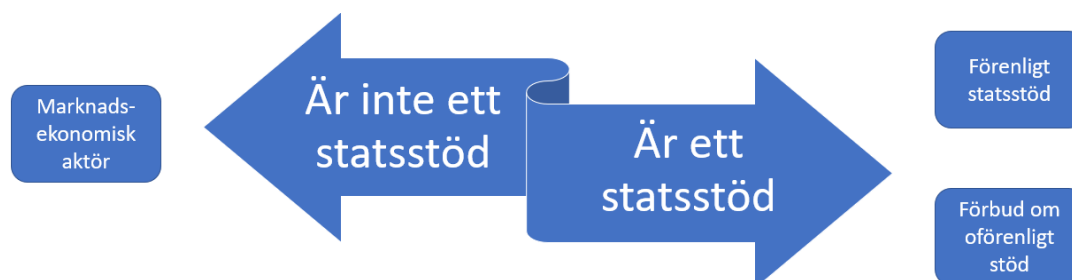 Marknads-
ekonomisk
aktör
Är inte ett
statsstöd
Är ett
statsstöd
Förenligt
statsstöd
Förbud om
oförenligt
stöd